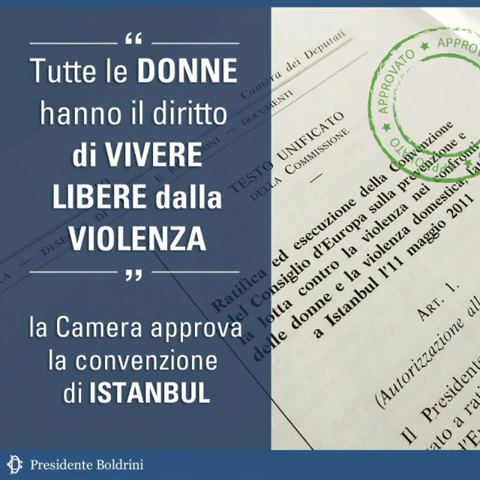 “
Tutte le DONNE
hanno il diritto
di VIVERE
LIBERE dalla
VIOLENZA
”
la Camera approva
la convenzione
di ISTANBUL
Camera dei Deputati
DOCUMENTI
TESTO UNIFICATO
DELLA COMMISSIONE
Ratifica ed esecuzione della Convenzione
del Consiglio d'Europa sulla prevenzione e
la lotta contro la violenza nei confronti
delle donne e la violenza domestica,
a Istanbul l'11 maggio 2011
ART. 1.
(Autorizzazione all
Il Presidente
APPROVATO ★ APPROVATO ★
Presidente Boldrini